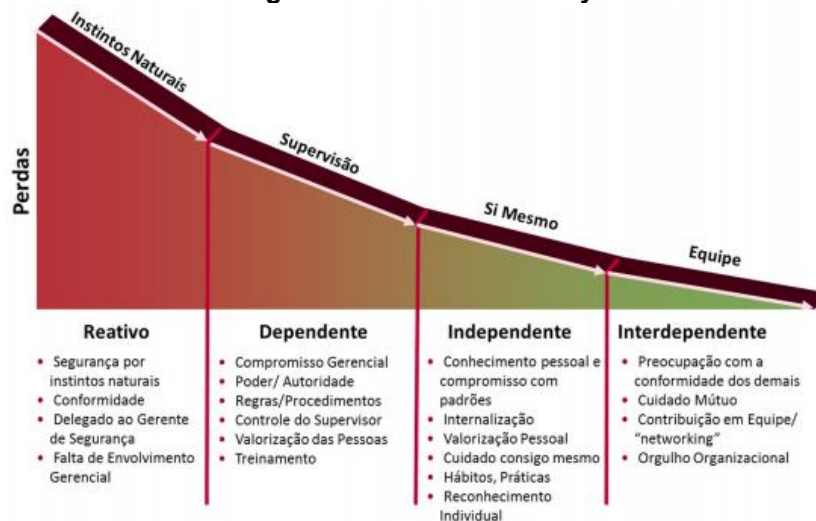 Instintos Naturais
Supervisão
Si Mesmo
Equipe
Perdas
Reativo
• Segurança por
instintos naturais
• Conformidade
• Delegado ao Gerente
de Segurança
• Falta de Envolvimento
Gerencial
Dependente
• Compromisso Gerencial
• Poder/ Autoridade
• Regras/Procedimentos
• Controle do Supervisor
• Valorização das Pessoas
• Treinamento
Independente
• Conhecimento pessoal e
compromisso com
padrões
• Internalização
• Valorização Pessoal
• Cuidado consigo mesmo
• Hábitos, Práticas
• Reconhecimento
Individual
Interdependente
• Preocupação com a
conformidade dos demais
• Cuidado Mútuo
• Contribuição em Equipe/
“networking”
• Orgulho Organizacional